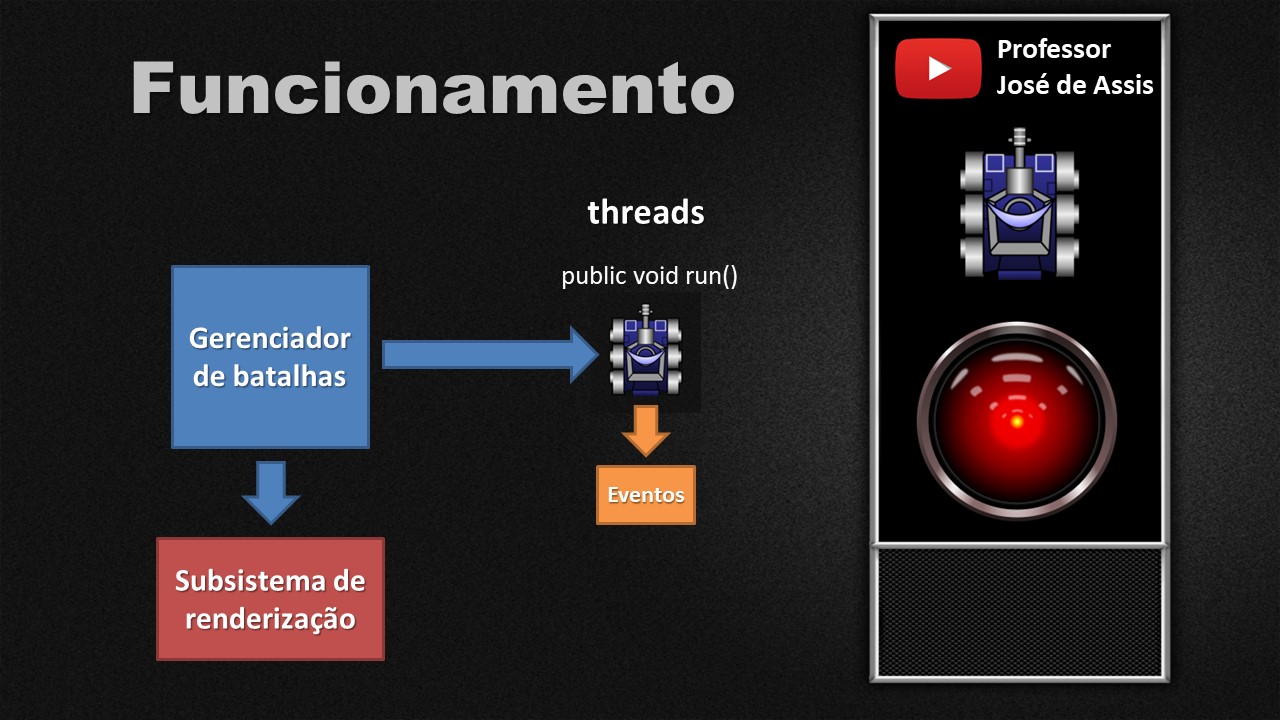 Funcionamento
Professor
José de Assis
threads
public void run()
Gerenciador
de batalhas
Eventos
Subsistema de
renderização